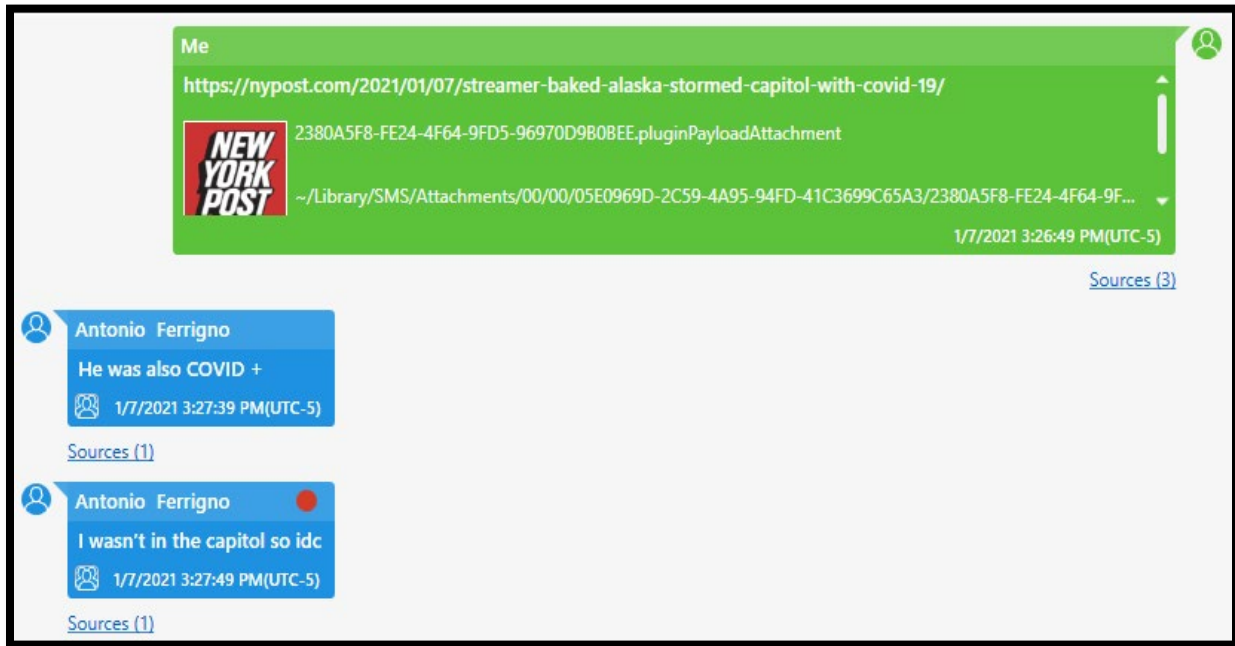 Me
https://nypost.com/2021/01/07/streamer-baked-alaska-stormed-capitol-with-covid-19/
NEW
YORK
POST
2380A5F8-FE24-4F64-9FD5-96970D9B0BEE.pluginPayloadAttachment
~/Library/SMS/Attachments/00/00/05E0969D-2C59-4A95-94FD-41C3699C65A3/2380A5F8-FE24-4F64-9F...
1/7/2021 3:26:49 PM(UTC-5)
Sources (3)
Antonio Ferrigno
He was also COVID +
1/7/2021 3:27:39 PM(UTC-5)
Sources (1)
Antonio Ferrigno
I wasn't in the capitol so idc
1/7/2021 3:27:49 PM(UTC-5)
Sources (1)